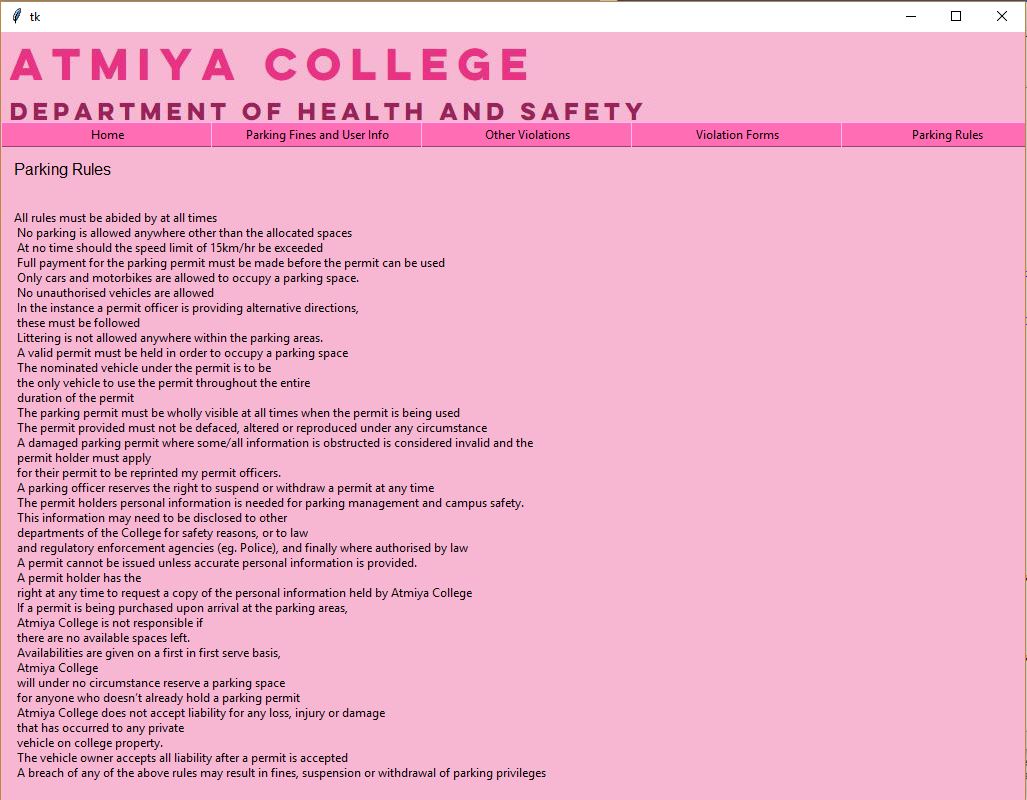 tk
ATMIYA COLLEGE
DEPARTMENT OF HEALTH AND SAFETY
Home Parking Fines and User Info Other Violations Violation Forms Parking Rules
Parking Rules
All rules must be abided by at all times
No parking is allowed anywhere other than the allocated spaces
At no time should the speed limit of 15km/hr be exceeded
Full payment for the parking permit must be made before the permit can be used
Only cars and motorbikes are allowed to occupy a parking space.
No unauthorised vehicles are allowed
In the instance a permit officer is providing alternative directions,
these must be followed
Littering is not allowed anywhere within the parking areas.
A valid permit must be held in order to occupy a parking space
The nominated vehicle under the permit is to be
the only vehicle to use the permit throughout the entire
duration of the permit
The parking permit must be wholly visible at all times when the permit is being used
The permit provided must not be defaced, altered or reproduced under any circumstance
A damaged parking permit where some/all information is obstructed is considered invalid and the
permit holder must apply
for their permit to be reprinted my permit officers.
A parking officer reserves the right to suspend or withdraw a permit at any time
The permit holders personal information is needed for parking management and campus safety.
This information may need to be disclosed to other
departments of the College for safety reasons, or to law
and regulatory enforcement agencies (eg. Police), and finally where authorised by law
A permit cannot be issued unless accurate personal information is provided.
A permit holder has the
right at any time to request a copy of the personal information held by Atmiya College
If a permit is being purchased upon arrival at the parking areas,
Atmiya College is not responsible if
there are no available spaces left.
Availabilities are given on a first in first serve basis,
Atmiya College
will under no circumstance reserve a parking space
for anyone who doesn't already hold a parking permit
Atmiya College does not accept liability for any loss, injury or damage
that has occurred to any private
vehicle on college property.
The vehicle owner accepts all liability after a permit is accepted
A breach of any of the above rules may result in fines, suspension or withdrawal of parking privileges